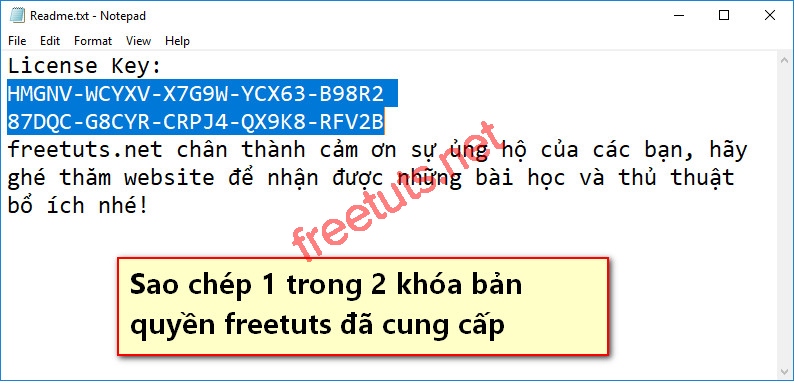 Readme.txt - Notepad
File Edit Format View Help
License Key:
HMGNV-WCYXV-X7G9W-YCX63-B98R2
87DQC-G8CYR-CRPJ4-QX9K8-RFV2B
freetuts.net chân thành cảm ơn sự ủng hộ của các bạn, hãy
ghé thăm website để nhận được những bài học và thủ thuật
bổ ích nhé!
freetuts.net
Sao chép 1 trong 2 khóa bản
quyền freetuts đã cung cấp